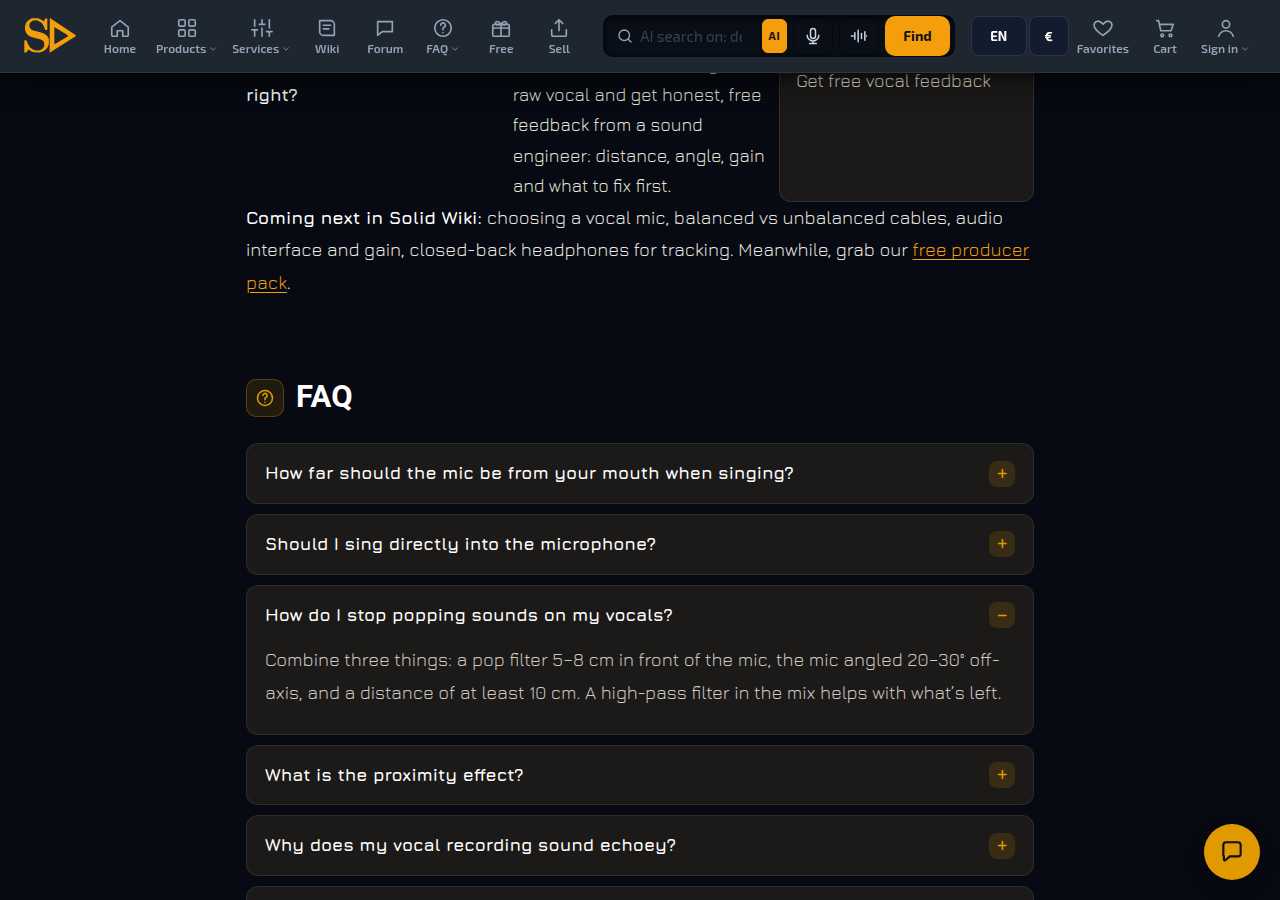 Home
Products
Services
Wiki
Forum
FAQ
Free
Sell
AI search on: de
AI
Find
EN
€
Favorites
Cart
Sign in
right?
raw vocal and get honest, free
feedback from a sound
engineer: distance, angle, gain
and what to fix first.
Get free vocal feedback
Coming next in Solid Wiki: choosing a vocal mic, balanced vs unbalanced cables, audio
interface and gain, closed-back headphones for tracking. Meanwhile, grab our free producer
pack.
FAQ
How far should the mic be from your mouth when singing?
+
Should I sing directly into the microphone?
+
How do I stop popping sounds on my vocals?
−
Combine three things: a pop filter 5–8 cm in front of the mic, the mic angled 20–30° off-
axis, and a distance of at least 10 cm. A high-pass filter in the mix helps with what's left.
What is the proximity effect?
+
Why does my vocal recording sound echoey?
+